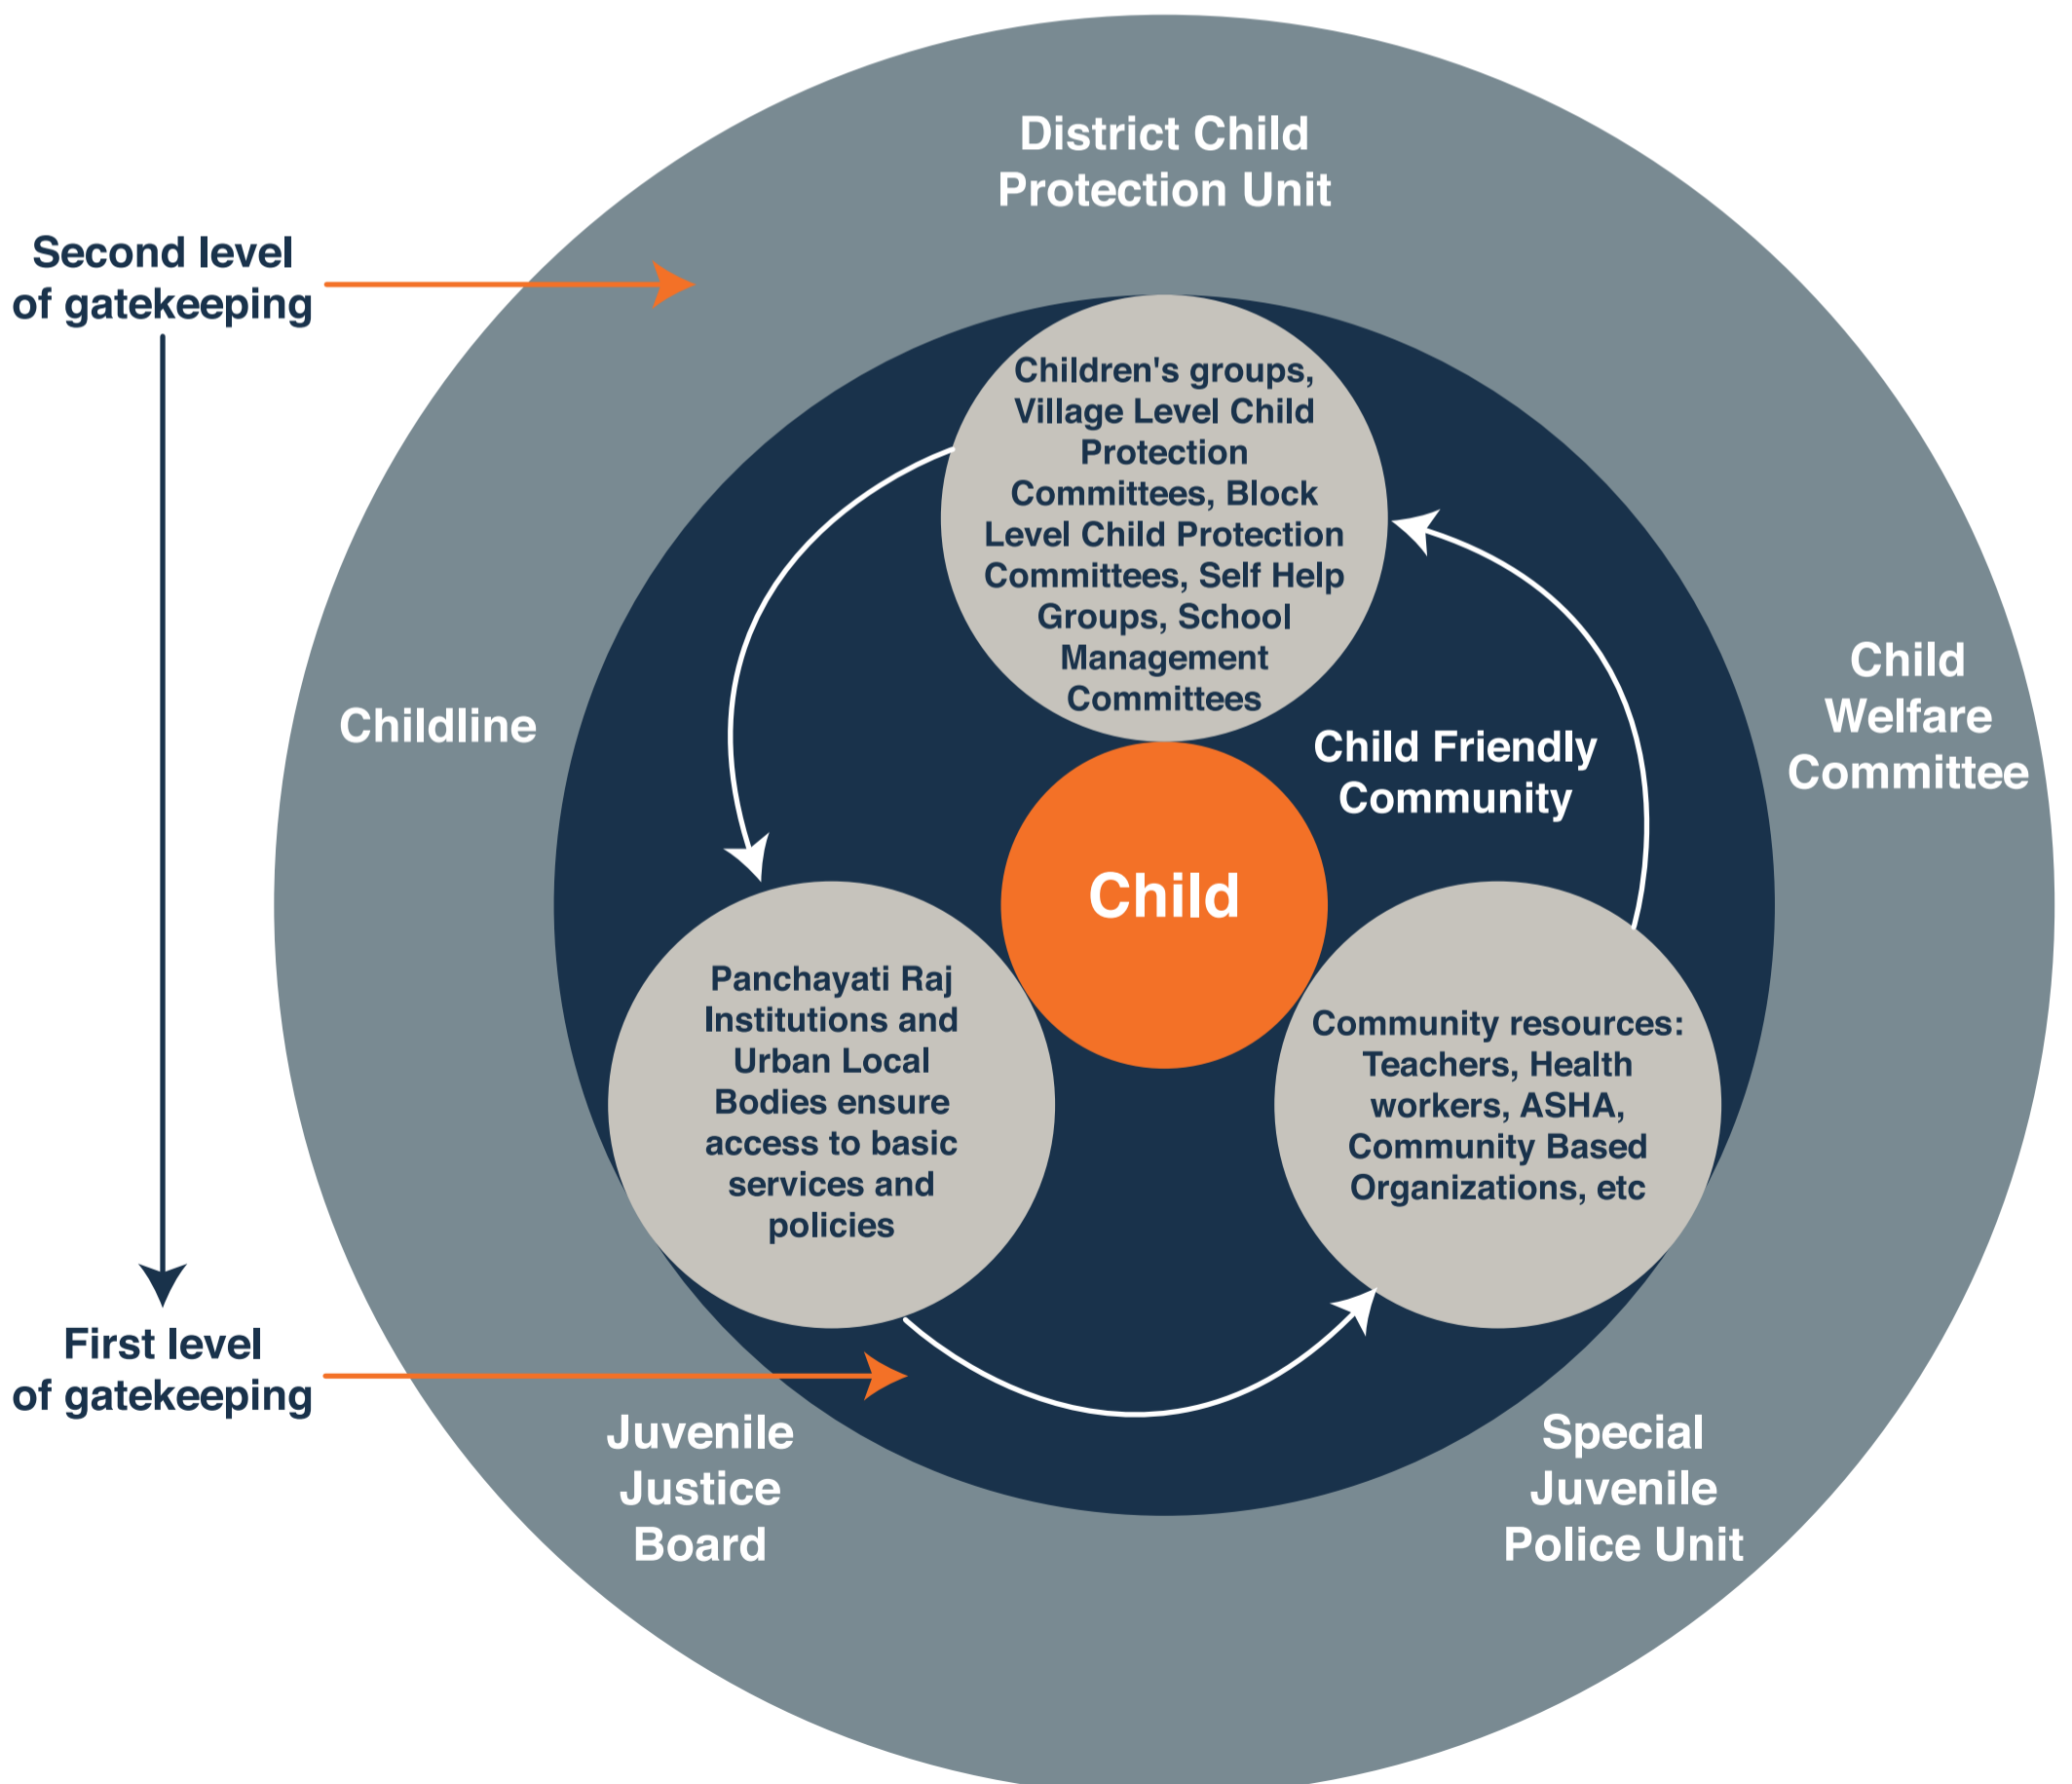 District Child
Protection Unit
Second level
of gatekeeping
Children's groups,
Village Level Child
Protection
Committees, Block
Level Child Protection
Committees, Self Help
Groups, School
Management
Committees
Childline
Child Friendly
Community
Child
Welfare
Committee
Child
Panchayati Raj
Institutions and
Urban Local
Bodies ensure
access to basic
services and
policies
Community resources:
Teachers, Health
workers, ASHA,
Community Based
Organizations, etc
First level
of gatekeeping
Juvenile
Justice
Board
Special
Juvenile
Police Unit